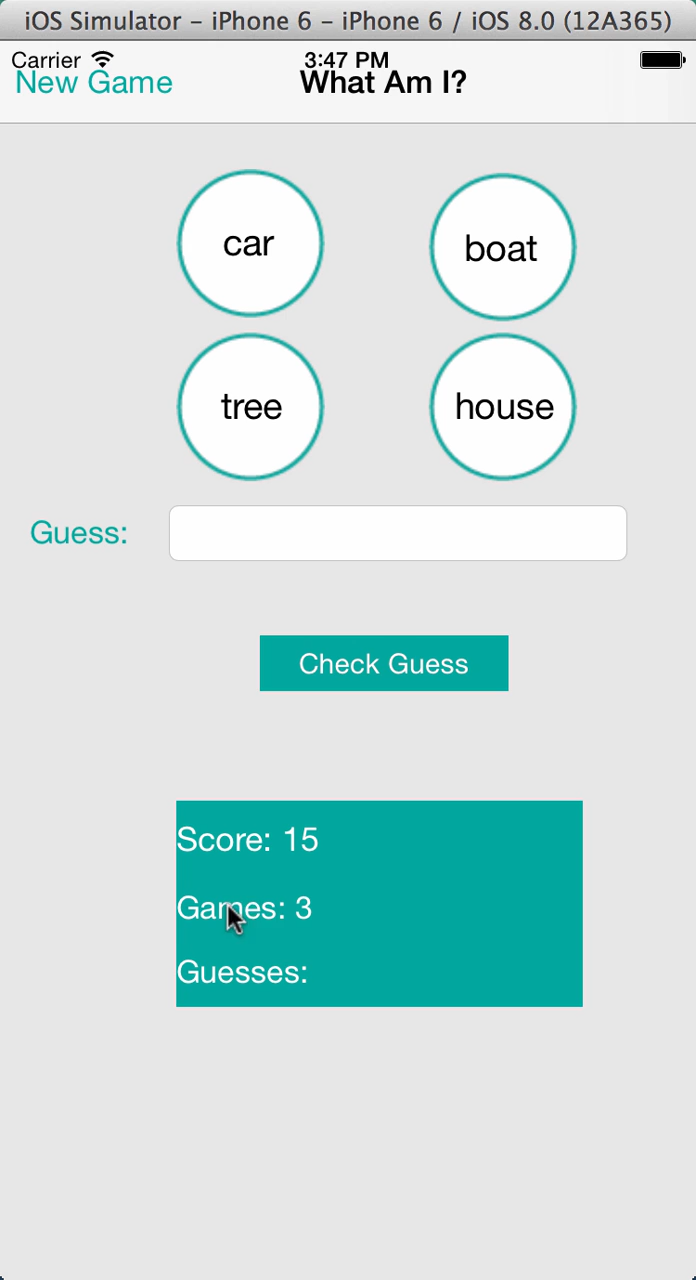 iOS Simulator – iPhone 6 – iPhone 6 / iOS 8.0 (12A365)
Carrier 3:47 PM
New Game What Am I?
car boat
tree house
Guess:
Check Guess
Score: 15
Games: 3
Guesses: